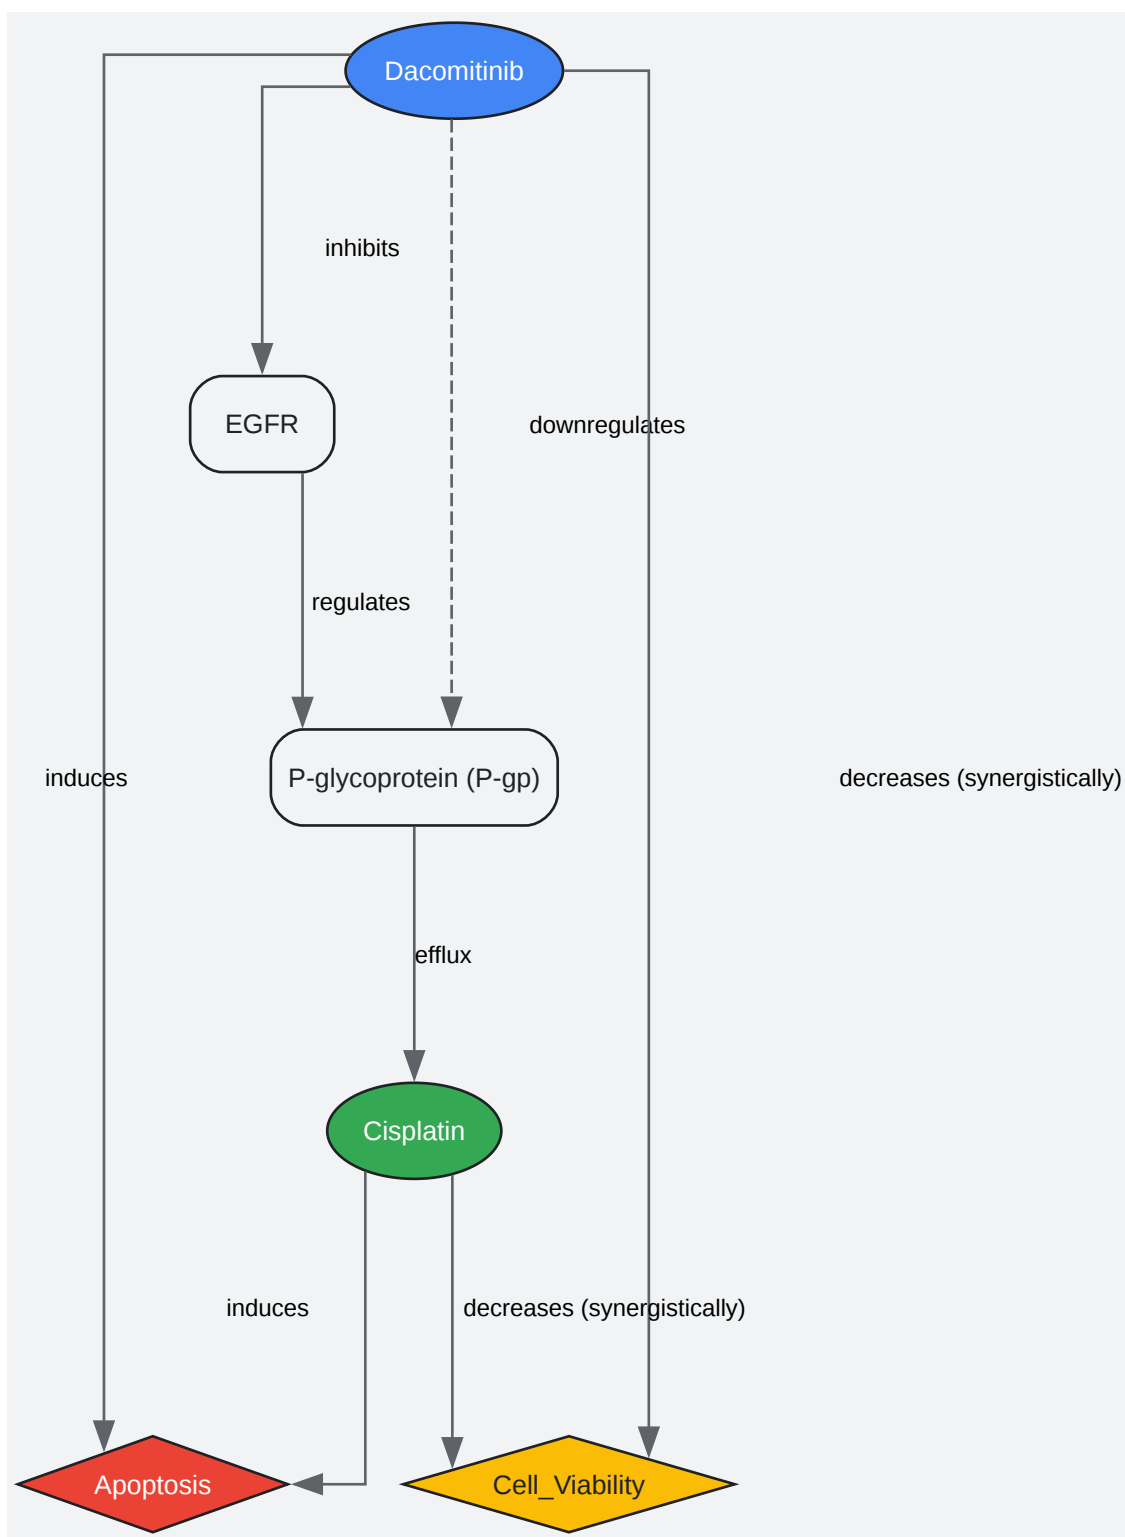 Dacomitinib
inhibits
EGFR
downregulates
regulates
induces
P-glycoprotein (P-gp)
decreases (synergistically)
efflux
Cisplatin
induces
decreases (synergistically)
Apoptosis
Cell_Viability